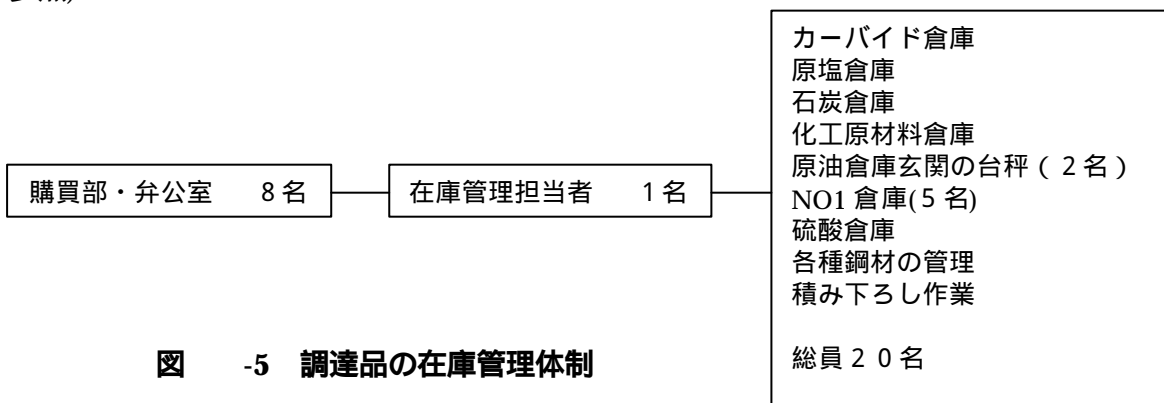 購買部・弁公室　　8名
在庫管理担当者　　1名
カーバイド倉庫
原塩倉庫
石炭倉庫
化工原材料倉庫
原油倉庫玄関の台秤（２名）
NO1 倉庫(5 名)
硫酸倉庫
各種鋼材の管理
積み下ろし作業
総員２０名
図　　-5　調達品の在庫管理体制